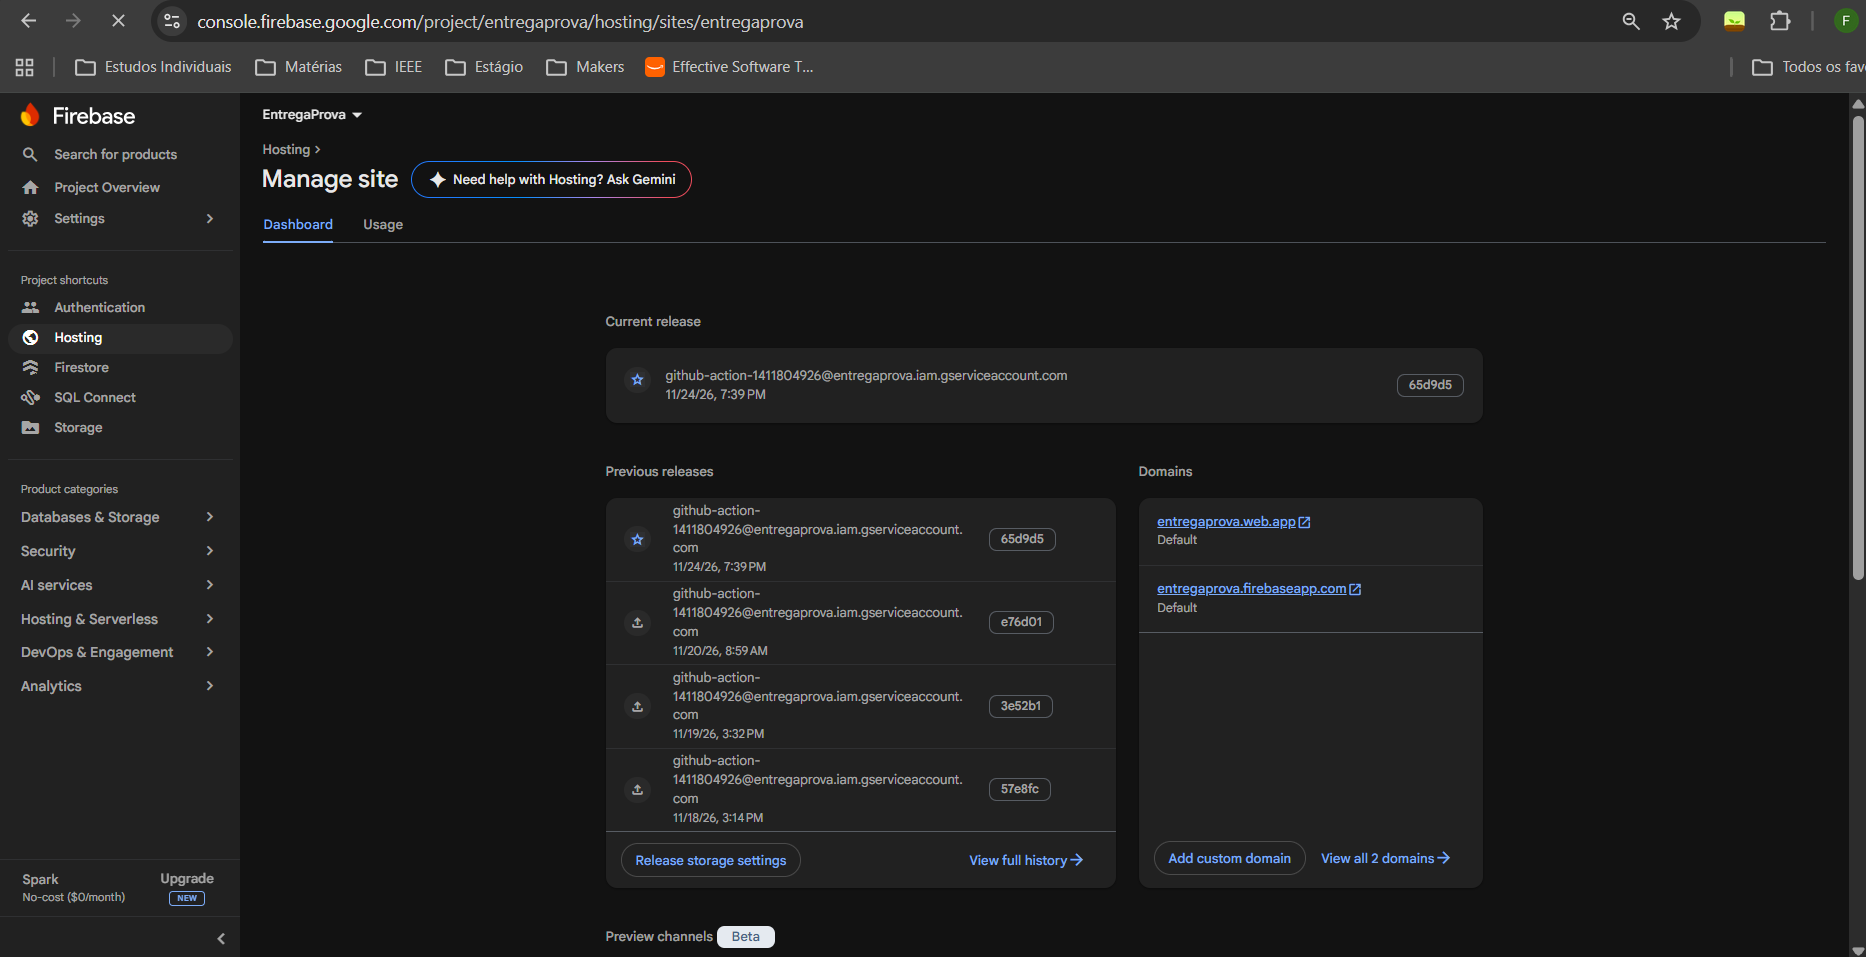 console.firebase.google.com/project/entregaprova/hosting/sites/entregaprova
F
Estudos Individuais
Matérias
IEEE
Estágio
Makers
Effective Software T...
Todos os fav
Firebase
Search for products
Project Overview
Settings
Project shortcuts
Authentication
Hosting
Firestore
SQL Connect
Storage
Product categories
Databases & Storage
Security
AI services
Hosting & Serverless
DevOps & Engagement
Analytics
Spark
No-cost ($0/month)
Upgrade
NEW
EntregaProva
Hosting
Manage site
Need help with Hosting? Ask Gemini
Dashboard
Usage
Current release
github-action-1411804926@entregaprova.iam.gserviceaccount.com
11/24/26, 7:39 PM
65d9d5
Previous releases
github-action-
1411804926@entregaprova.iam.gserviceaccount.
com
11/24/26, 7:39 PM
65d9d5
github-action-
1411804926@entregaprova.iam.gserviceaccount.
com
11/20/26, 8:59 AM
e76d01
github-action-
1411804926@entregaprova.iam.gserviceaccount.
com
11/19/26, 3:32 PM
3e52b1
github-action-
1411804926@entregaprova.iam.gserviceaccount.
com
11/18/26, 3:14 PM
57e8fc
Release storage settings
View full history
Domains
entregaprova.web.app
Default
entregaprova.firebaseapp.com
Default
Add custom domain
View all 2 domains
Preview channels
Beta